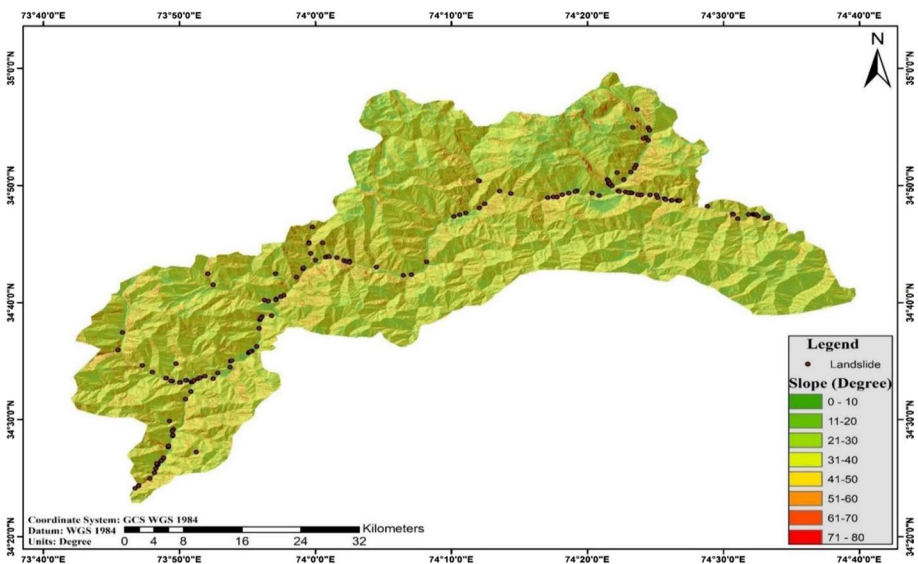 73°40'0"E 73°50'0"E 74°0'0"E 74°10'0"E 74°20'0"E 74°30'0"E 74°40'0"E
N
35°0'0"N 35°0'0"N
34°50'0"N 34°50'0"N
34°40'0"N 34°40'0"N
34°30'0"N 34°30'0"N
34°20'0"N 34°20'0"N
Legend
Landslide
Slope (Degree)
0 - 10
11-20
21-30
31-40
41-50
51-60
61-70
71 - 80
Coordinate System: GCS WGS 1984
Datum: WGS 1984
Units: Degree
Kilometers
0 4 8 16 24 32
73°40'0"E 73°50'0"E 74°0'0"E 74°10'0"E 74°20'0"E 74°30'0"E 74°40'0"E